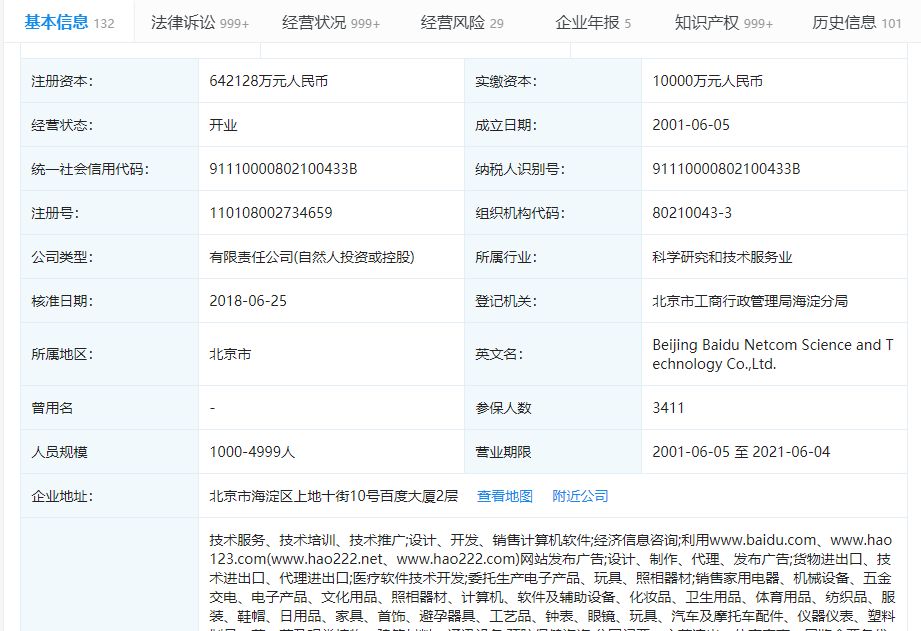 基本信息 132 法律诉讼 999+ 经营状况 999+ 经营风险 29 企业年报 5 知识产权 999+ 历史信息 101
注册资本: 642128万元人民币 实缴资本: 10000万元人民币
经营状态: 开业 成立日期: 2001-06-05
统一社会信用代码: 91110000802100433B 纳税人识别号: 91110000802100433B
注册号: 110108002734659 组织机构代码: 80210043-3
公司类型: 有限责任公司(自然人投资或控股) 所属行业: 科学研究和技术服务业
核准日期: 2018-06-25 登记机关: 北京市工商行政管理局海淀分局
所属地区: 北京市 英文名: Beijing Baidu Netcom Science and T
echnology Co.,Ltd.
曾用名 - 参保人数 3411
人员规模 1000-4999人 营业期限 2001-06-05 至 2021-06-04
企业地址: 北京市海淀区上地十街10号百度大厦2层 查看地图 附近公司
技术服务、技术培训、技术推广;设计、开发、销售计算机软件;经济信息咨询;利用www.baidu.com、www.hao
123.com(www.hao222.net、www.hao222.com)网站发布广告;设计、制作、代理、发布广告;货物进出口、技
术进出口、代理进出口;医疗软件技术开发;委托生产电子产品、玩具、照相器材;销售家用电器、机械设备、五金
交电、电子产品、文化用品、照相器材、计算机、软件及辅助设备、化妆品、卫生用品、体育用品、纺织品、服
装、鞋帽、日用品、家具、首饰、避孕器具、工艺品、钟表、眼镜、玩具、汽车及摩托车配件、仪器仪表、塑料